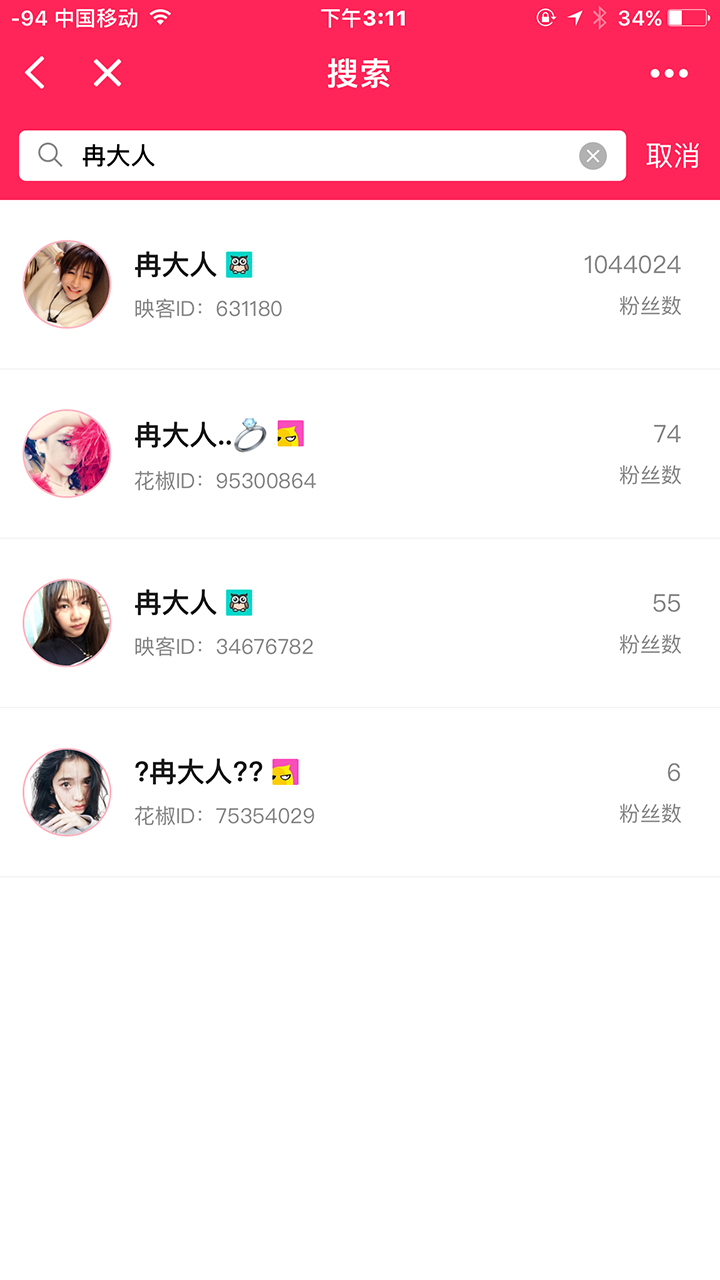 -94 中国移动 下午3:11 34%
搜索
冉大人 取消
冉大人 1044024
映客ID：631180 粉丝数
冉大人..💍 74
花椒ID：95300864 粉丝数
冉大人 55
映客ID：34676782 粉丝数
?冉大人?? 6
花椒ID：75354029 粉丝数